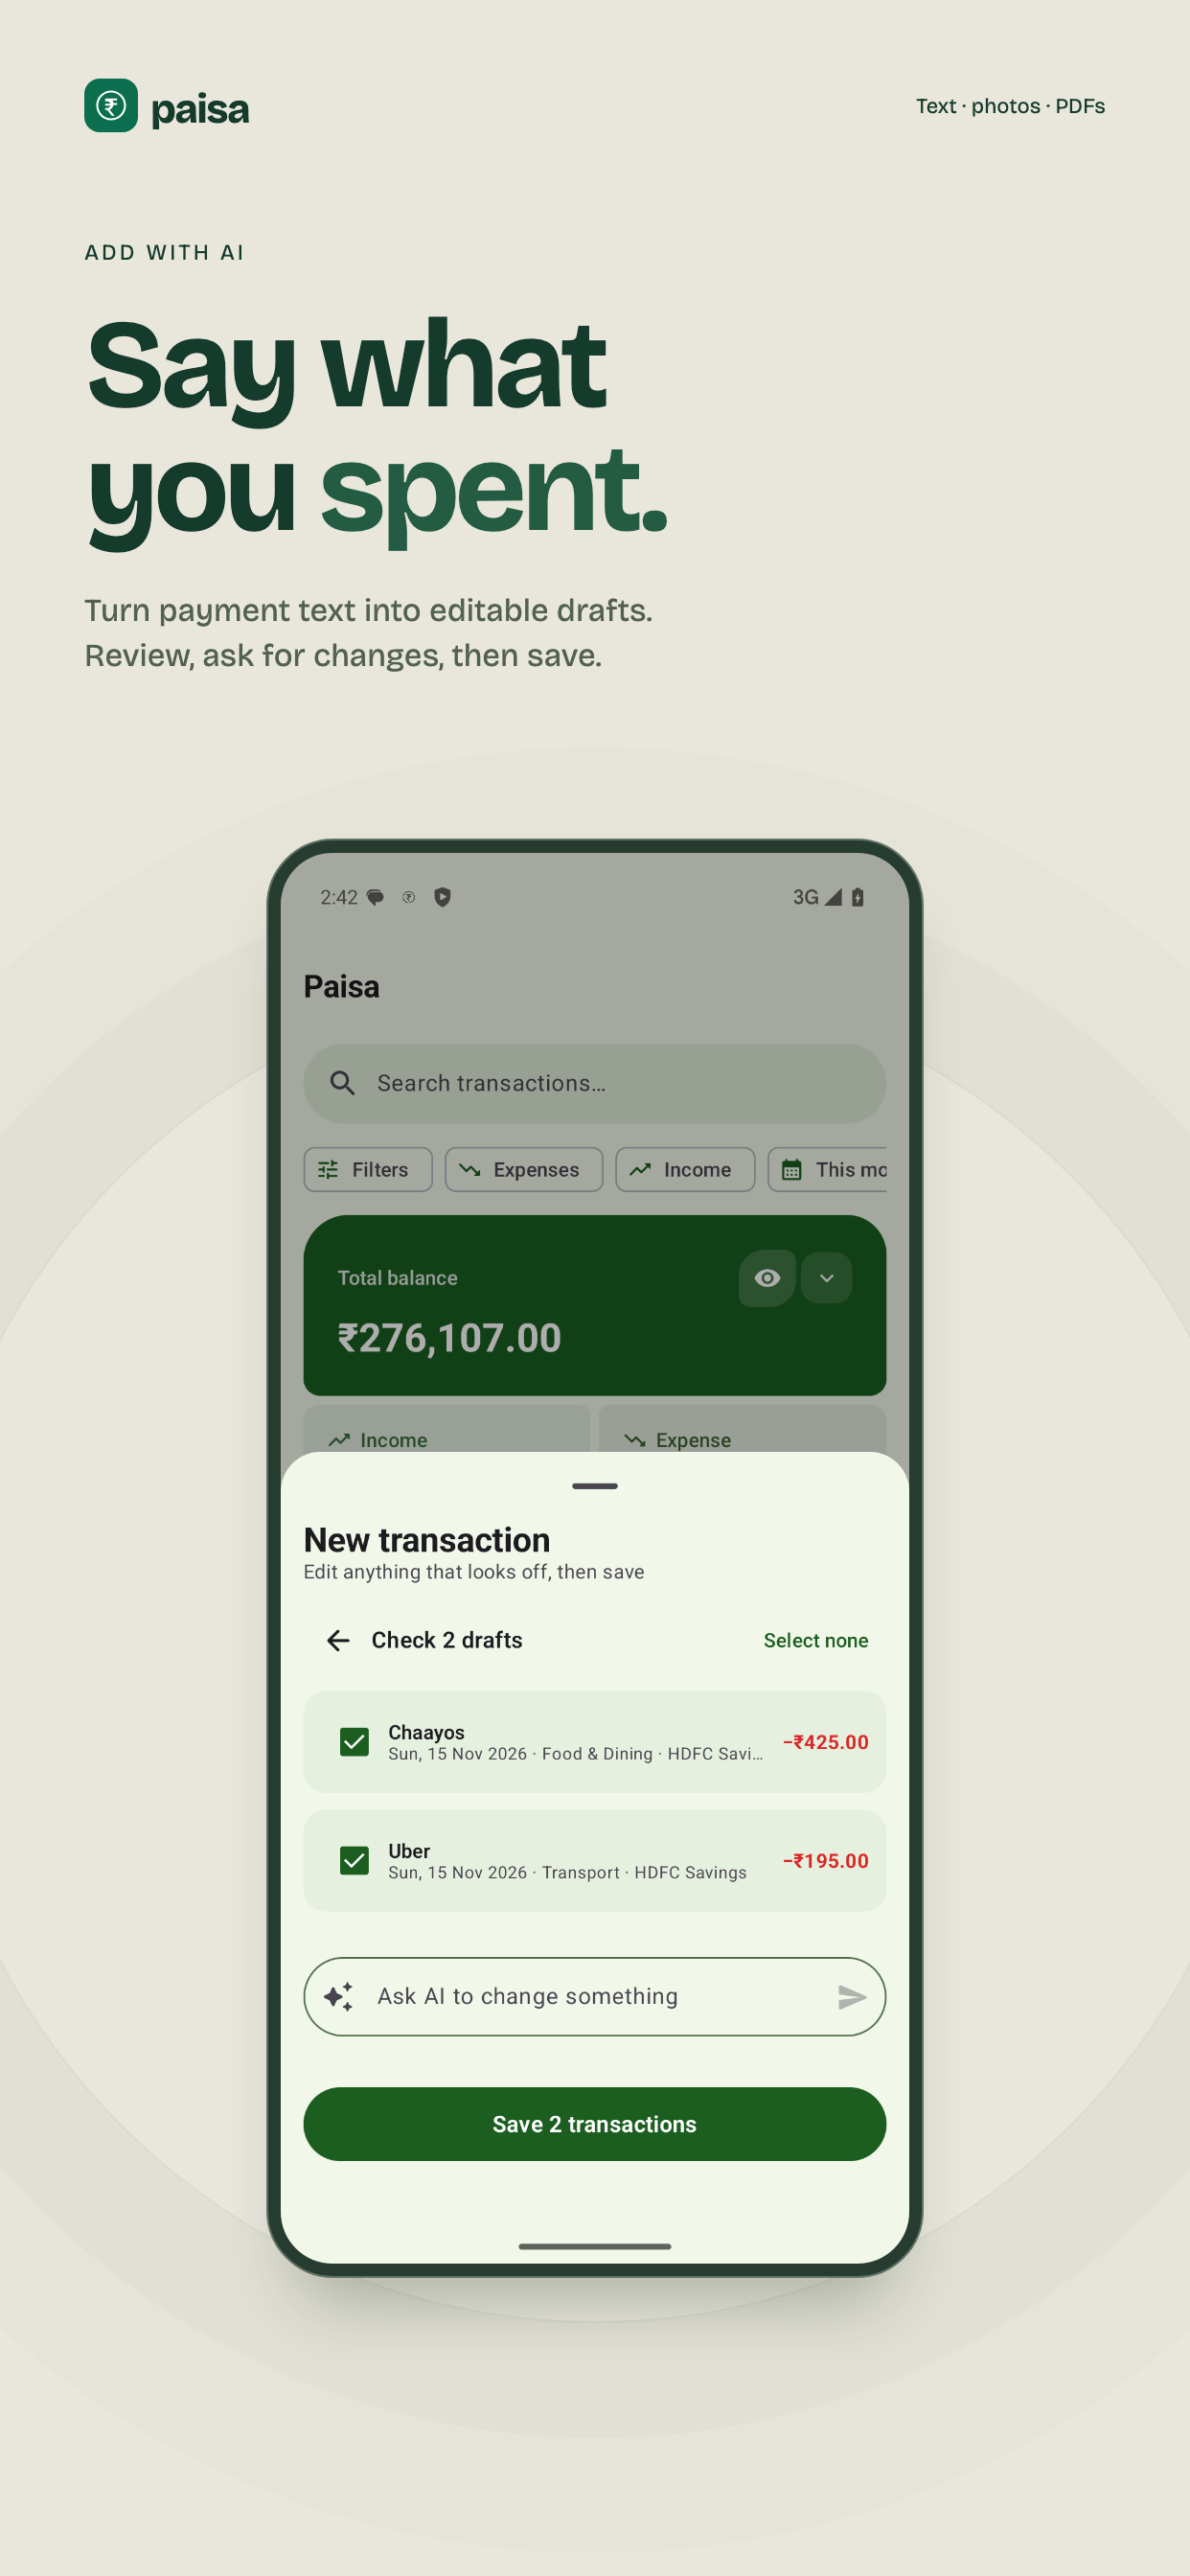 paisa
Text · photos · PDFs
ADD WITH AI
Say what
you spent.
Turn payment text into editable drafts.
Review, ask for changes, then save.
2:42
3G
Paisa
Search transactions...
Filters
Expenses
Income
This mo
Total balance
₹276,107.00
Income
Expense
New transaction
Edit anything that looks off, then save
Check 2 drafts
Select none
Chaayos
Sun, 15 Nov 2026 · Food & Dining · HDFC Savi...
−₹425.00
Uber
Sun, 15 Nov 2026 · Transport · HDFC Savings
−₹195.00
Ask AI to change something
Save 2 transactions